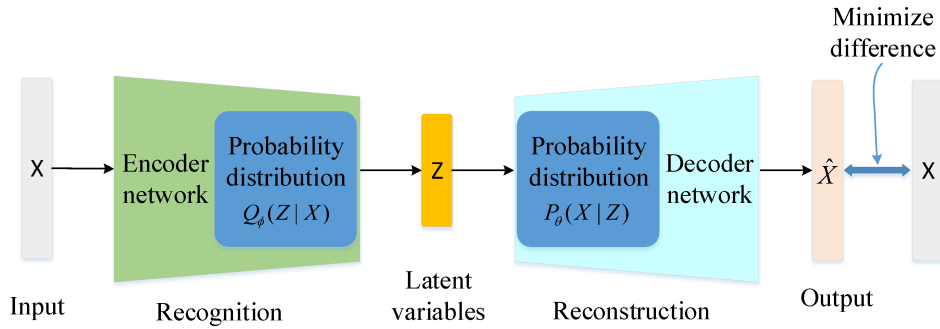 Minimize
difference
X
Encoder
network
Probability
distribution
Q_ϕ(Z | X)
Z
Probability
distribution
P_θ(X | Z)
Decoder
network
X̂
X
Input
Recognition
Latent
variables
Reconstruction
Output